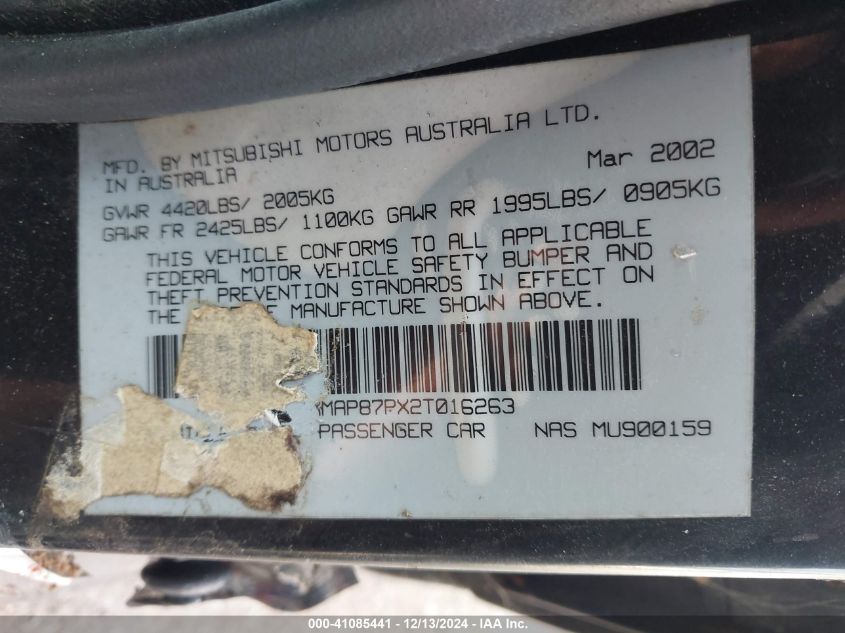 MFD. BY MITSUBISHI MOTORS AUSTRALIA LTD.
IN AUSTRALIA Mar 2002
GVWR 4420LBS/ 2005KG
GAWR FR 2425LBS/ 1100KG GAWR RR 1995LBS/ 0905KG
THIS VEHICLE CONFORMS TO ALL APPLICABLE
FEDERAL MOTOR VEHICLE SAFETY BUMPER AND
THEFT PREVENTION STANDARDS IN EFFECT ON
THE MANUFACTURE SHOWN ABOVE.
MAP87PX2T016263
PASSENGER CAR NAS MU900159
000-41085441 - 12/13/2024 - IAA Inc.